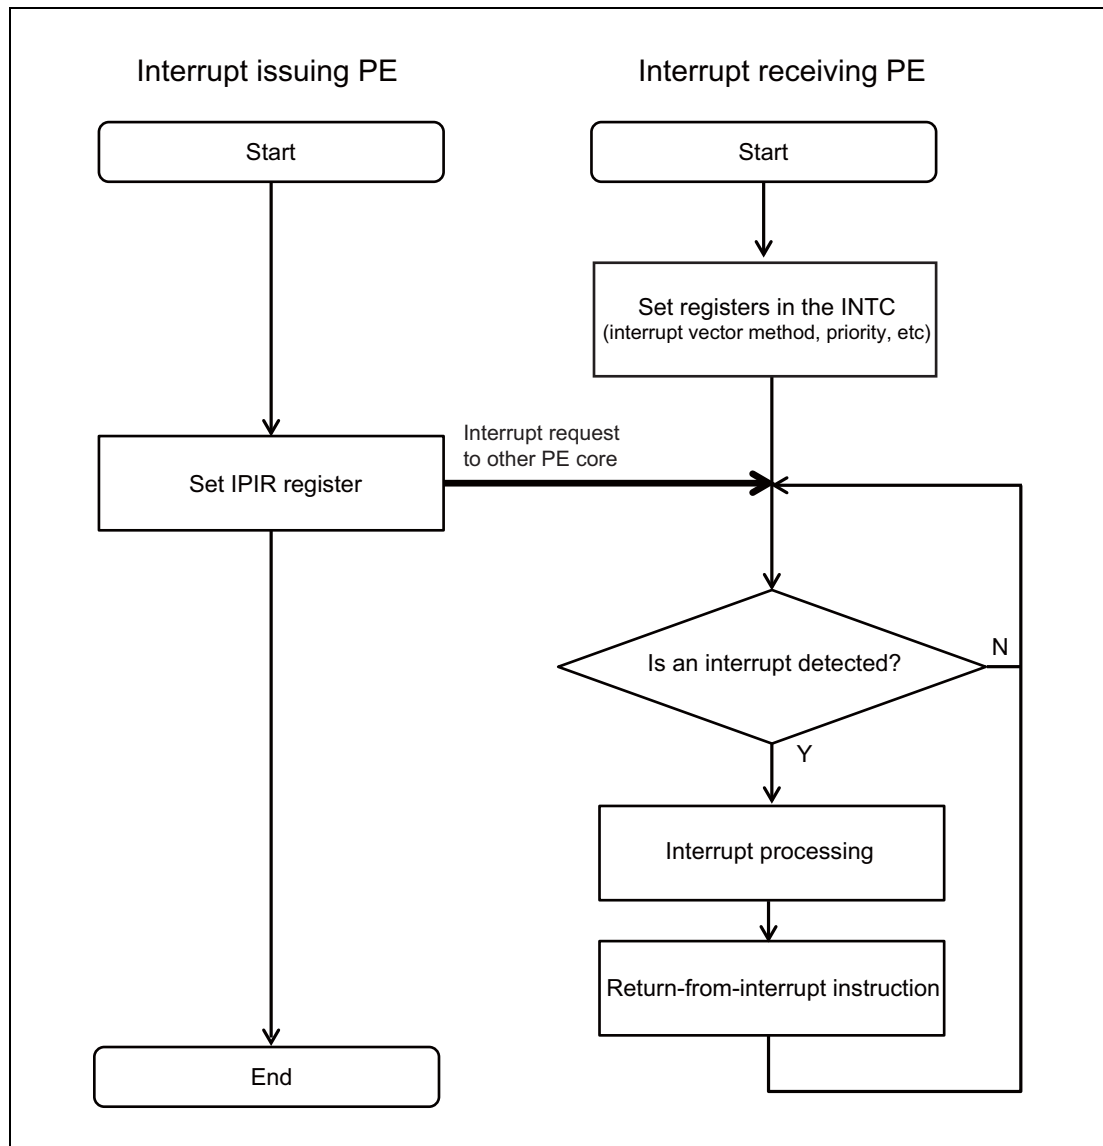 Interrupt issuing PE
Interrupt receiving PE
Start
Start
Set registers in the INTC
(interrupt vector method, priority, etc)
Interrupt request
to other PE core
Set IPIR register
Is an interrupt detected?
N
Y
Interrupt processing
Return-from-interrupt instruction
End